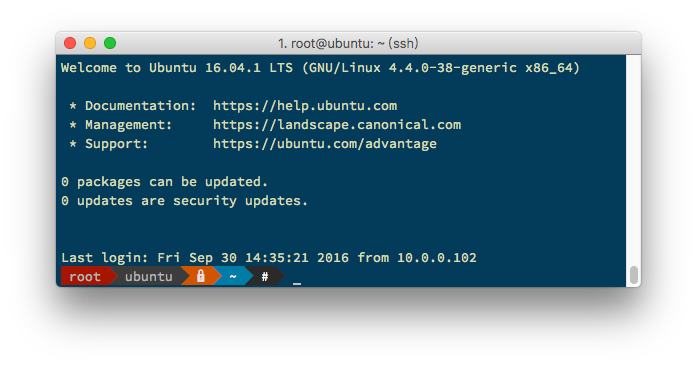 1. root@ubuntu: ~ (ssh)
Welcome to Ubuntu 16.04.1 LTS (GNU/Linux 4.4.0-38-generic x86_64)
* Documentation: https://help.ubuntu.com
* Management: https://landscape.canonical.com
* Support: https://ubuntu.com/advantage
0 packages can be updated.
0 updates are security updates.
Last login: Fri Sep 30 14:35:21 2016 from 10.0.0.102
root ubuntu ~ # _